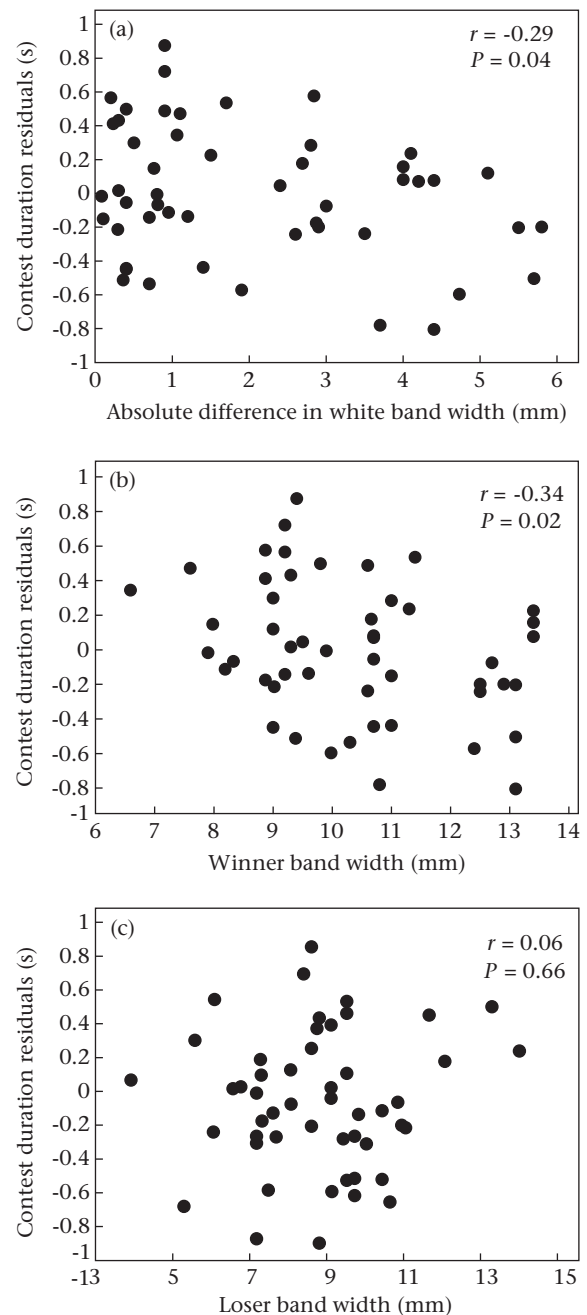 (a)
r = -0.29
P = 0.04
Contest duration residuals (s)
1
0.8
0.6
0.4
0.2
0
-0.2
-0.4
-0.6
-0.8
-1
0 1 2 3 4 5 6
Absolute difference in white band width (mm)
(b)
r = -0.34
P = 0.02
Contest duration residuals (s)
1
0.8
0.6
0.4
0.2
0
-0.2
-0.4
-0.6
-0.8
-1
6 7 8 9 10 11 12 13 14
Winner band width (mm)
(c)
r = 0.06
P = 0.66
Contest duration residuals (s)
1
0.8
0.6
0.4
0.2
0
-0.2
-0.4
-0.6
-0.8
-1
-13 5 7 9 11 13 15
Loser band width (mm)